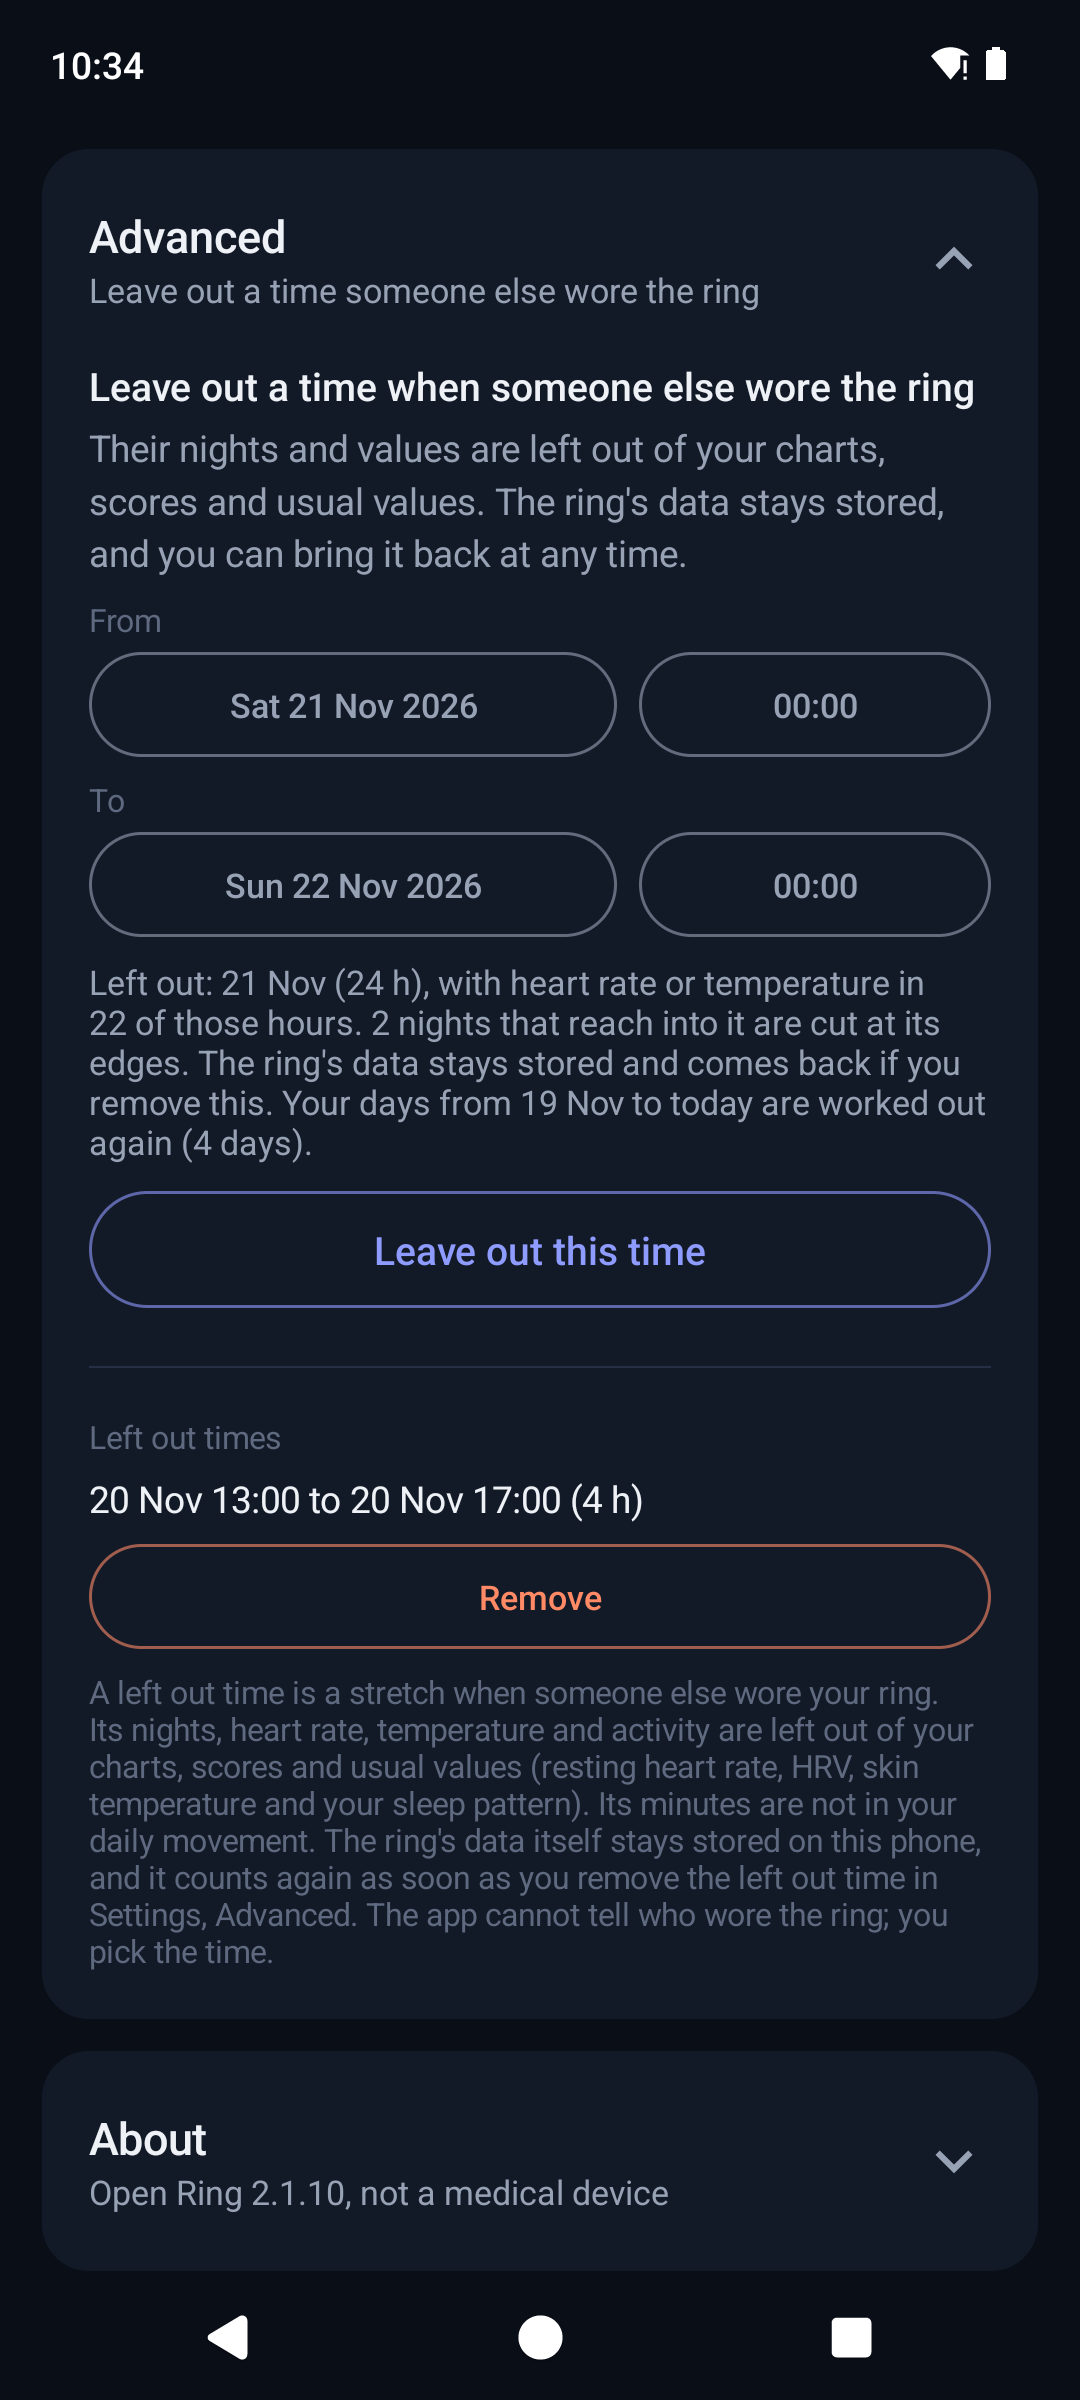 10:34
Advanced
Leave out a time someone else wore the ring
Leave out a time when someone else wore the ring
Their nights and values are left out of your charts,
scores and usual values. The ring's data stays stored,
and you can bring it back at any time.
From
Sat 21 Nov 2026
00:00
To
Sun 22 Nov 2026
00:00
Left out: 21 Nov (24 h), with heart rate or temperature in
22 of those hours. 2 nights that reach into it are cut at its
edges. The ring's data stays stored and comes back if you
remove this. Your days from 19 Nov to today are worked out
again (4 days).
Leave out this time
Left out times
20 Nov 13:00 to 20 Nov 17:00 (4 h)
Remove
A left out time is a stretch when someone else wore your ring.
Its nights, heart rate, temperature and activity are left out of your
charts, scores and usual values (resting heart rate, HRV, skin
temperature and your sleep pattern). Its minutes are not in your
daily movement. The ring's data itself stays stored on this phone,
and it counts again as soon as you remove the left out time in
Settings, Advanced. The app cannot tell who wore the ring; you
pick the time.
About
Open Ring 2.1.10, not a medical device